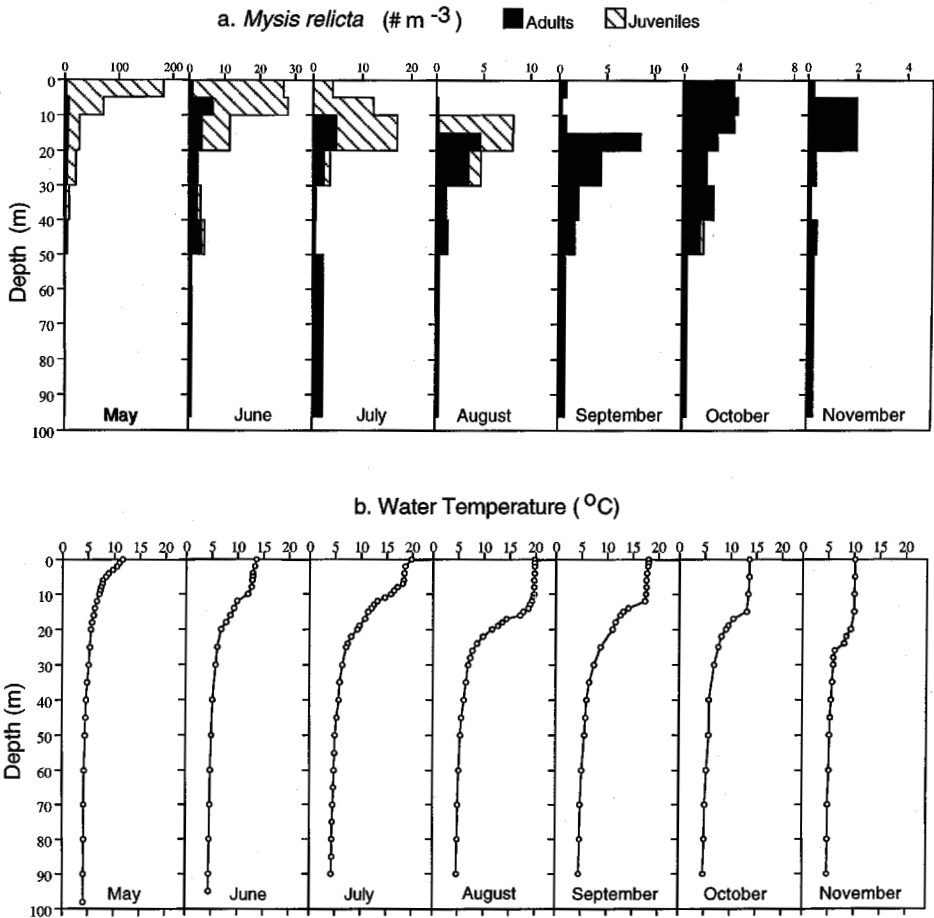 a. Mysis relicta (# m -3) Adults Juveniles
0 100 200 0 10 20 30 0 10 20 0 5 10 0 5 10 0 4 8 0 2 4
0
10
20
30
40
50
60
70
80
90
100
Depth (m)
May June July August September October November
b. Water Temperature (°C)
0 5 10 15 0 5 10 15 0 5 10 15 20 0 5 10 15 20 0 5 10 15 20 0 5 10 15 20 0 5 10 15 20
0
10
20
30
40
50
60
70
80
90
100
Depth (m)
May June July August September October November